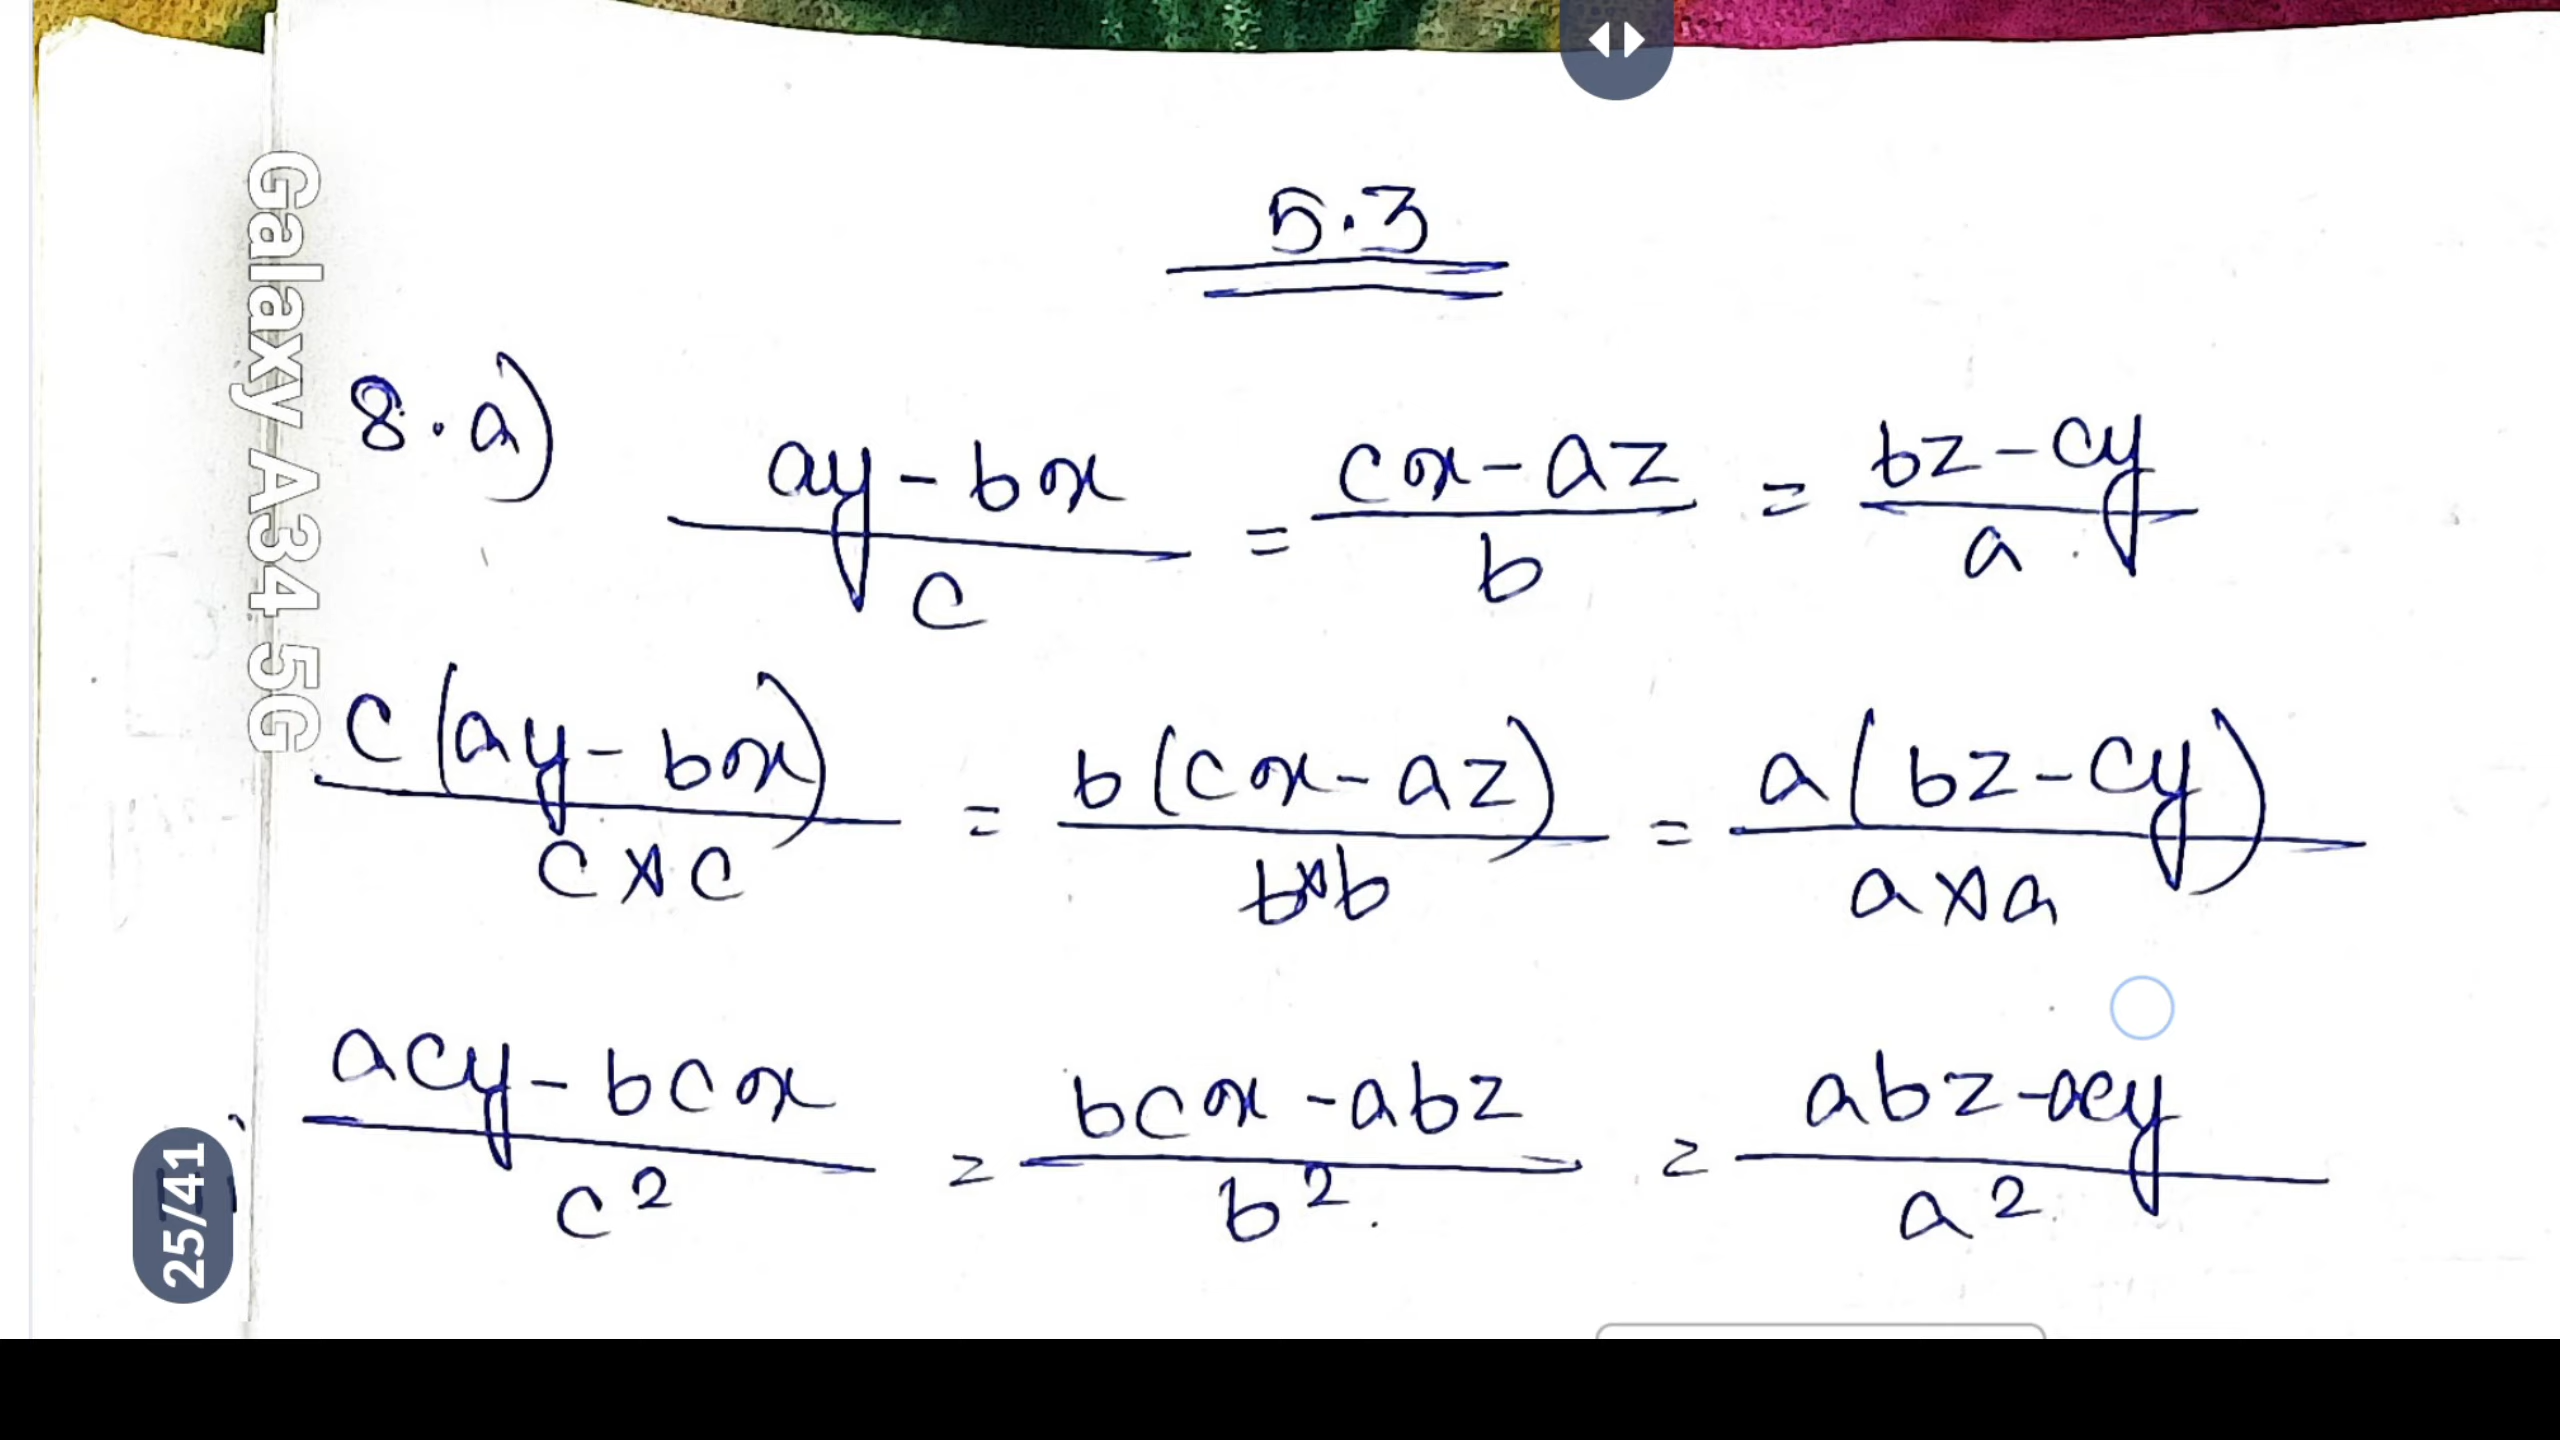 5.3
8.a) (ay-bx)/c = (cx-az)/b = (bz-cy)/a
c(ay-bx)/(c×c) = b(cx-az)/(b×b) = a(bz-cy)/(a×a)
(acy-bcx)/c² = (bcx-abz)/b² = (abz-acy)/a²
Galaxy A34 5G
25/41